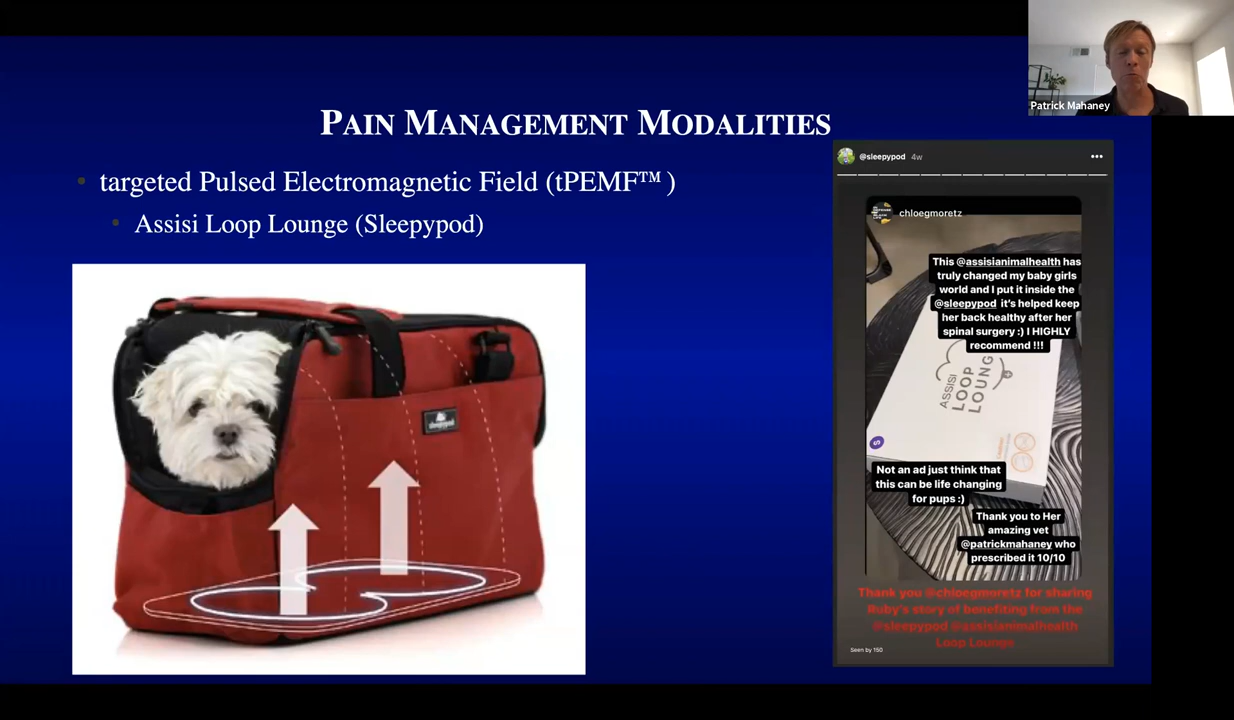 Patrick Mahaney
PAIN MANAGEMENT MODALITIES
• targeted Pulsed Electromagnetic Field (tPEMF™ )
• Assisi Loop Lounge (Sleepypod)
sleepypod
@sleepypod 4w
chloegmoretz
This @assisianimalhealth has
truly changed my baby girls
world and I put it inside the
@sleepypod it's helped keep
her back healthy after her
spinal surgery :) I HIGHLY
recommend !!!
ASSISI
LOOP
LOUNGE
Not an ad just think that
this can be life changing
for pups :)
Thank you to Her
amazing vet
@patrickmahaney who
prescribed it 10/10
Thank you @chloegmoretz for sharing
Ruby's story of benefiting from the
@sleepypod @assisianimalhealth
Loop Lounge
Seen by 150